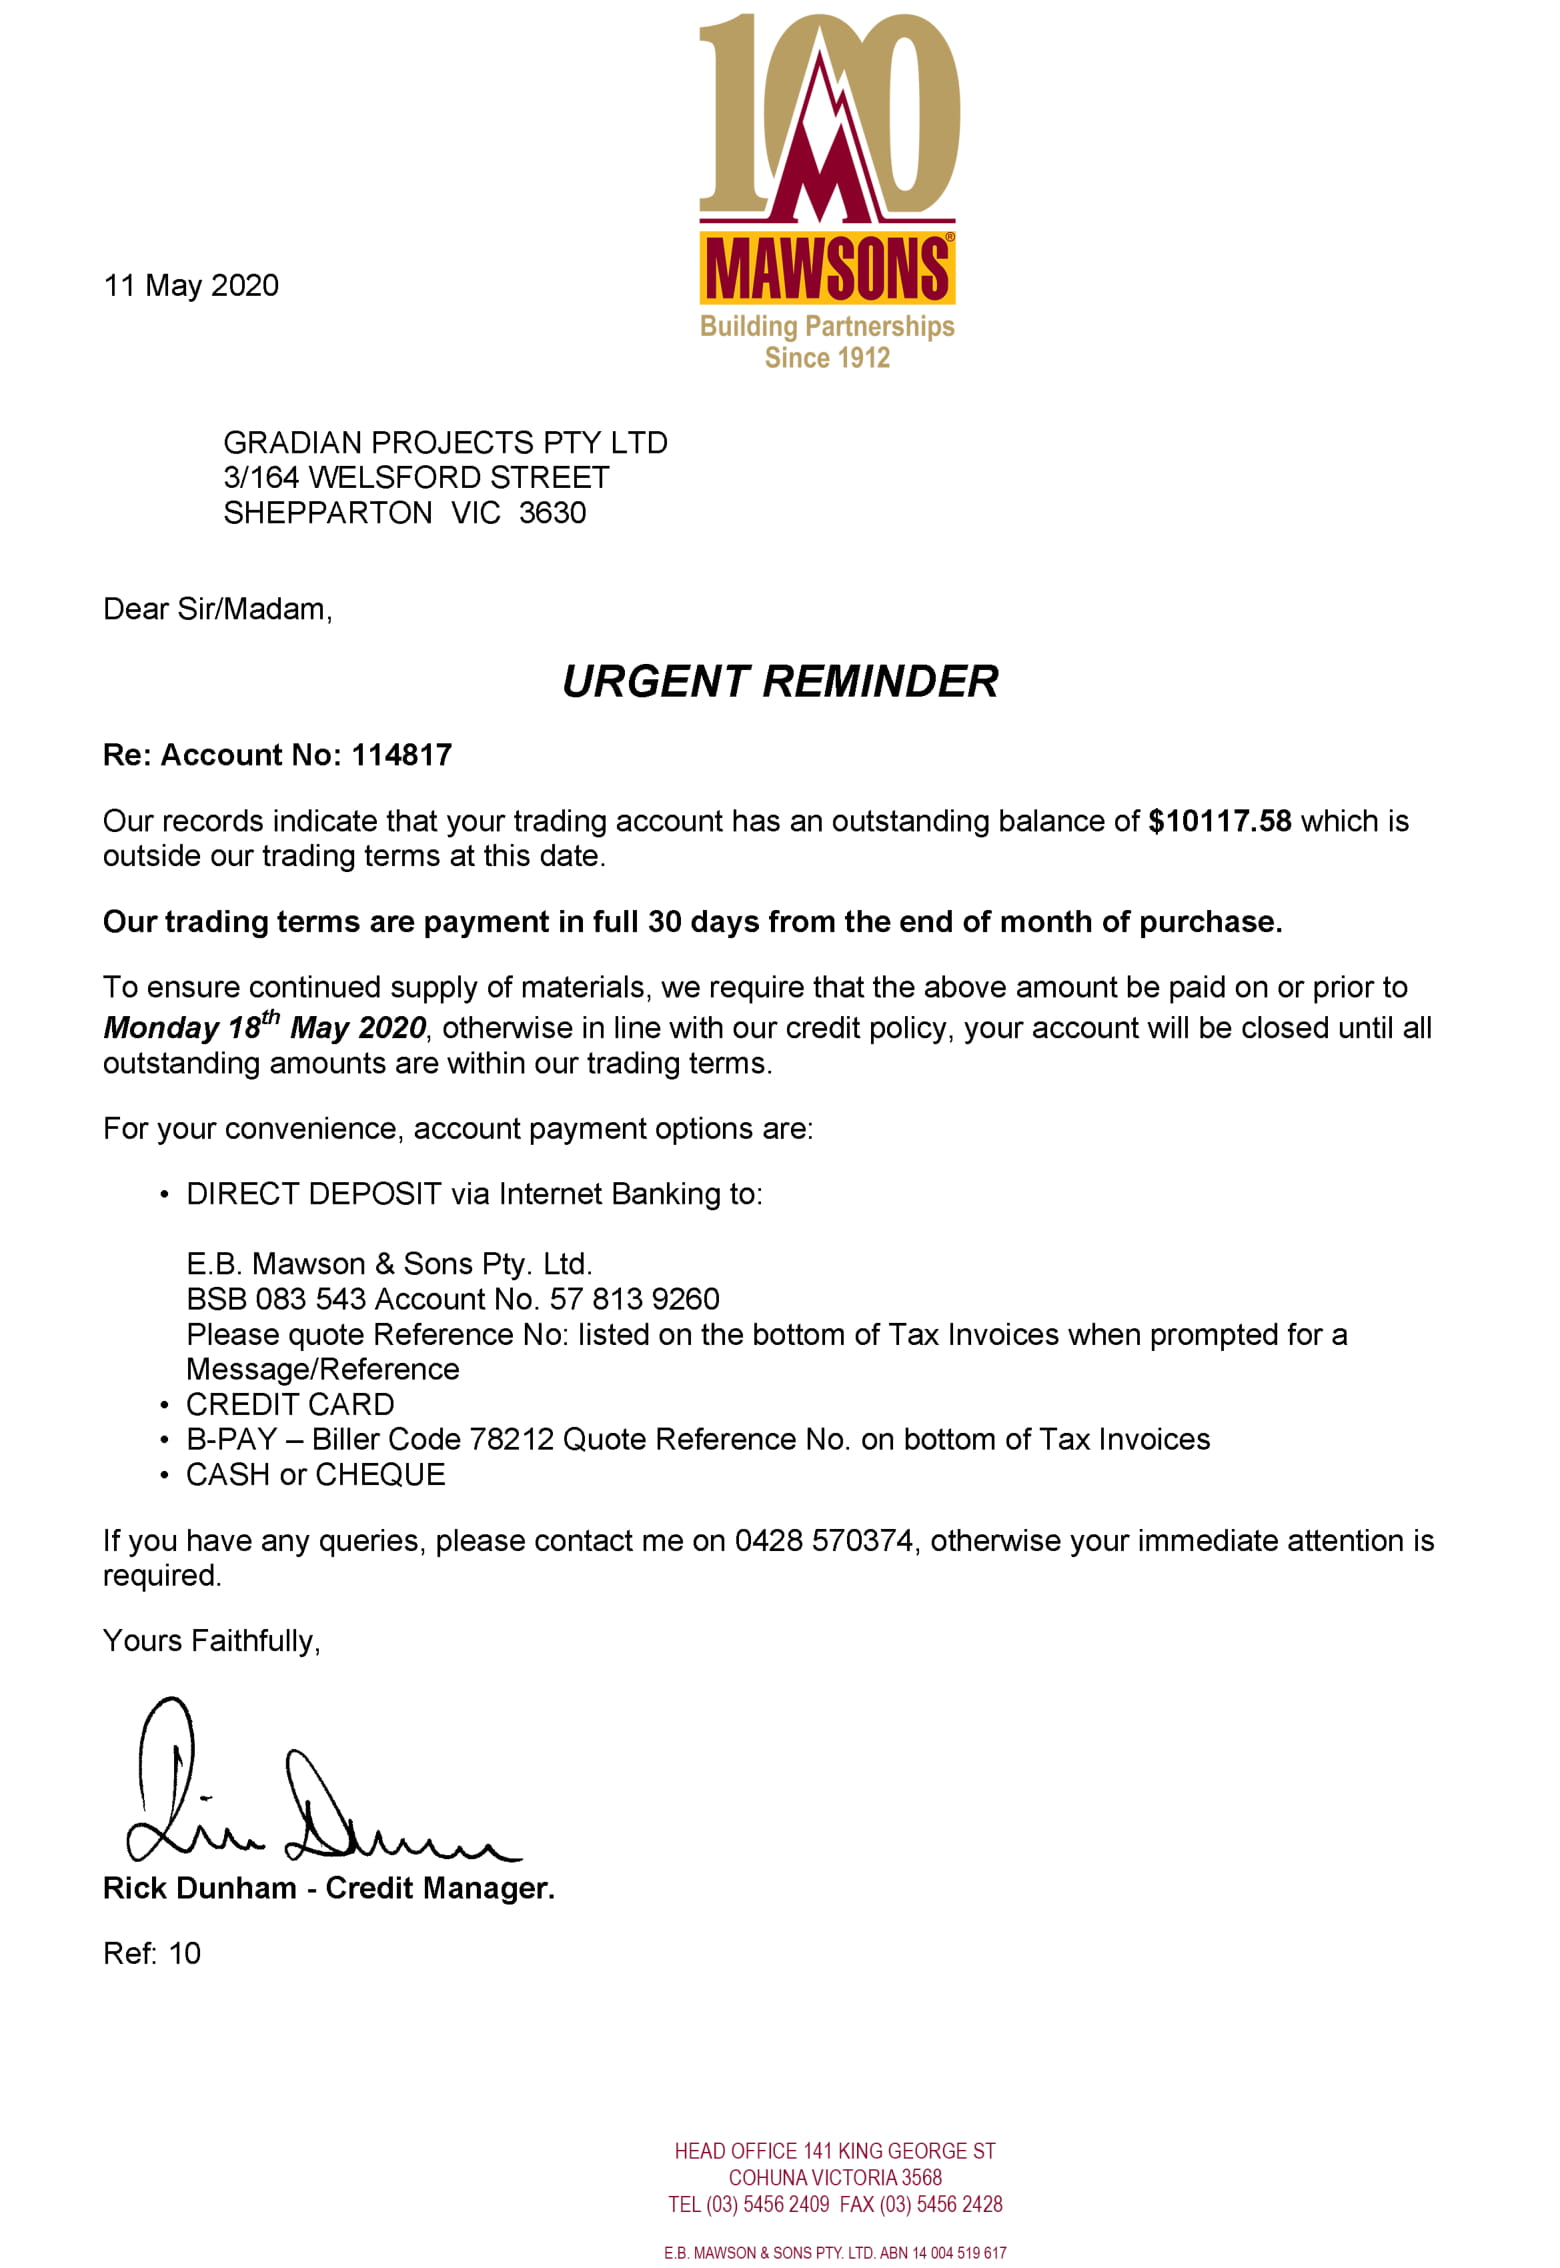 100
MAWSONS®
Building Partnerships
Since 1912
11 May 2020
GRADIAN PROJECTS PTY LTD
3/164 WELSFORD STREET
SHEPPARTON  VIC  3630
Dear Sir/Madam,
URGENT REMINDER
Re: Account No: 114817
Our records indicate that your trading account has an outstanding balance of $10117.58 which is
outside our trading terms at this date.
Our trading terms are payment in full 30 days from the end of month of purchase.
To ensure continued supply of materials, we require that the above amount be paid on or prior to
Monday 18th May 2020, otherwise in line with our credit policy, your account will be closed until all
outstanding amounts are within our trading terms.
For your convenience, account payment options are:
• DIRECT DEPOSIT via Internet Banking to:
E.B. Mawson & Sons Pty. Ltd.
BSB 083 543 Account No. 57 813 9260
Please quote Reference No: listed on the bottom of Tax Invoices when prompted for a
Message/Reference
• CREDIT CARD
• B-PAY – Biller Code 78212 Quote Reference No. on bottom of Tax Invoices
• CASH or CHEQUE
If you have any queries, please contact me on 0428 570374, otherwise your immediate attention is
required.
Yours Faithfully,
Rick Dunham - Credit Manager.
Ref: 10
HEAD OFFICE 141 KING GEORGE ST
COHUNA VICTORIA 3568
TEL (03) 5456 2409  FAX (03) 5456 2428
E.B. MAWSON & SONS PTY. LTD. ABN 14 004 519 617